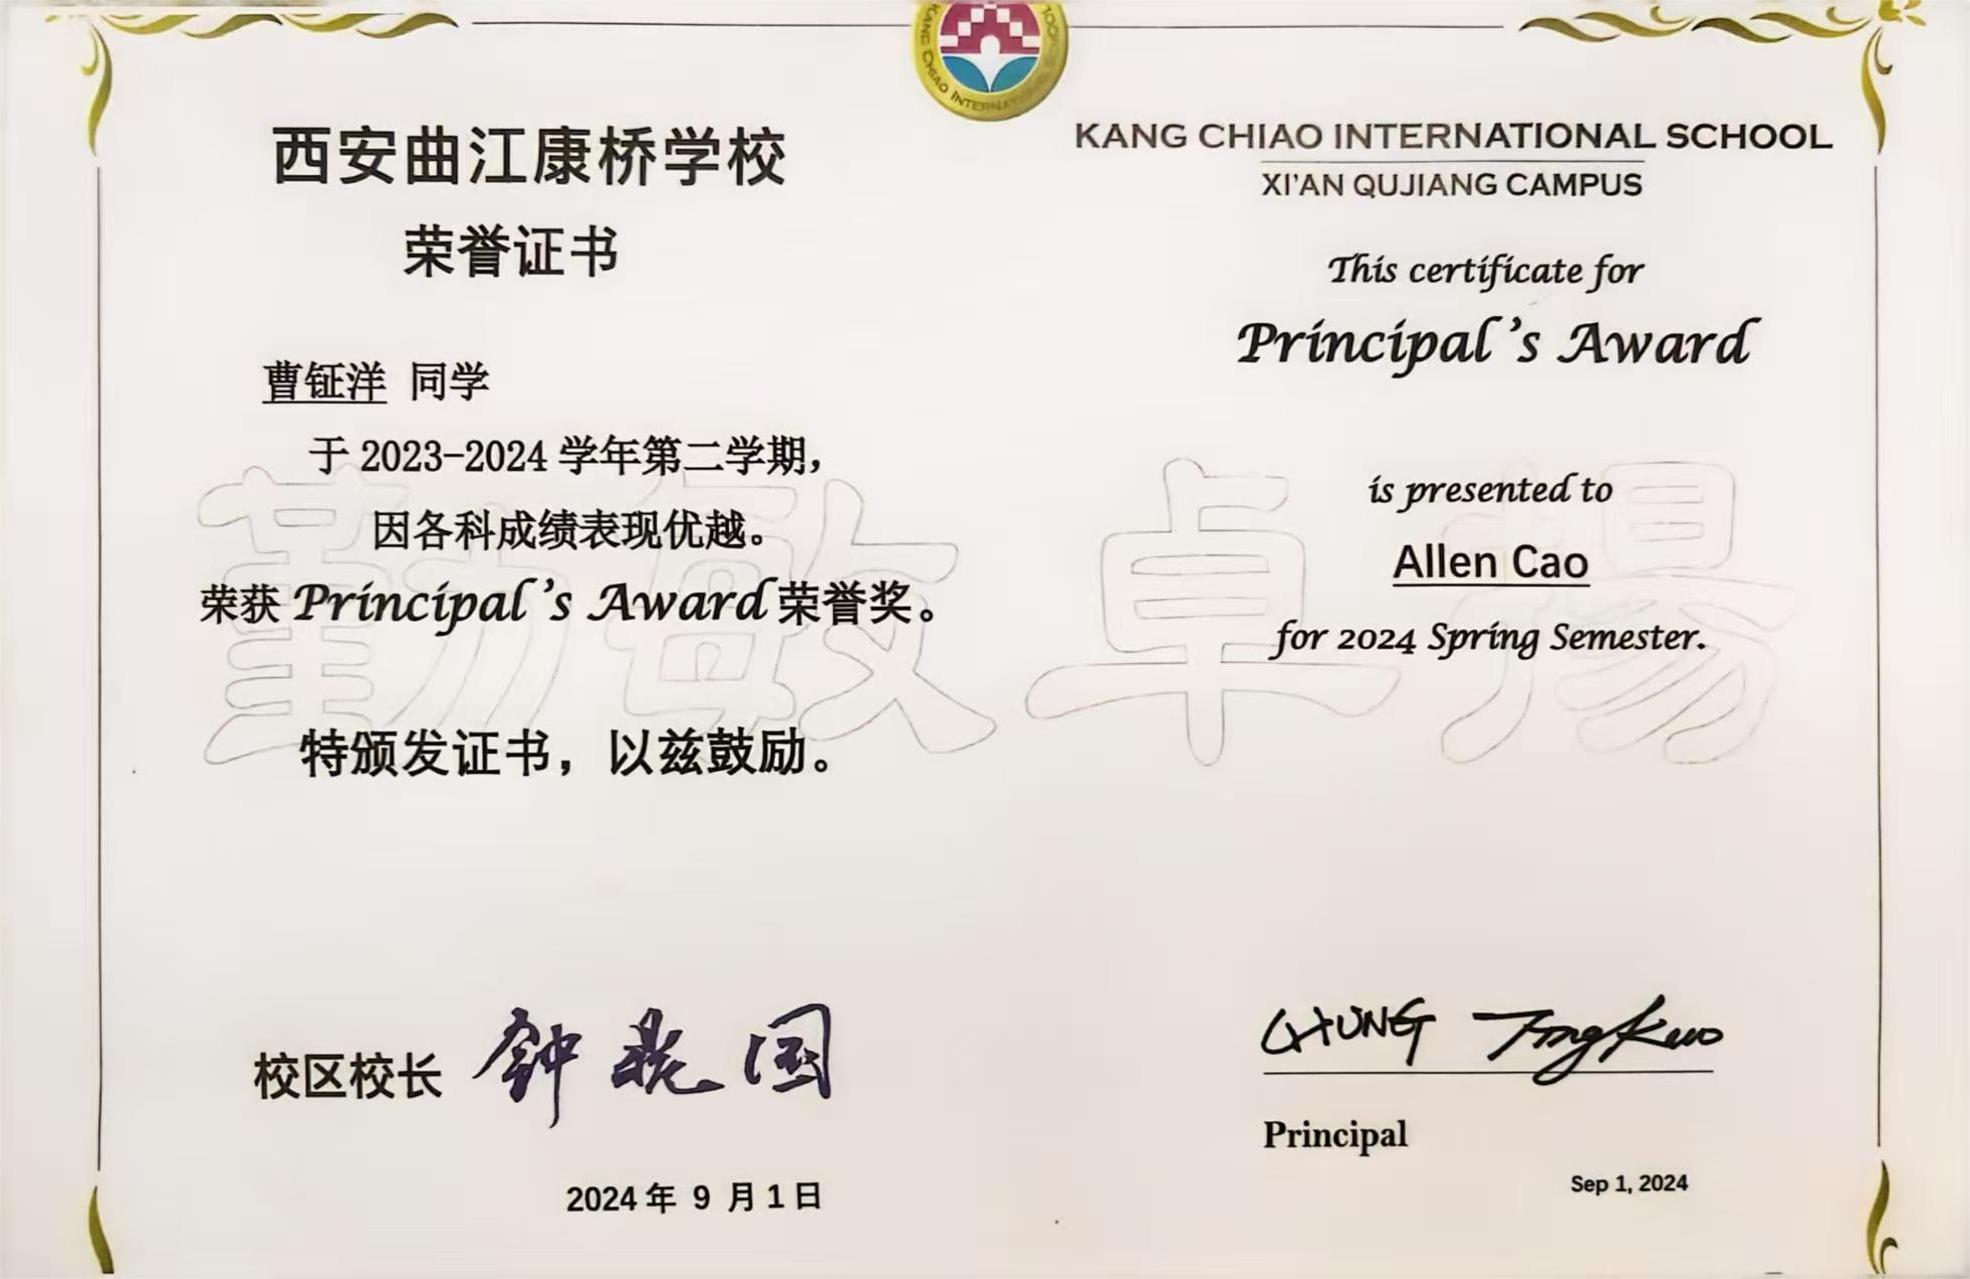 西安曲江康桥学校
荣誉证书
曹钲洋 同学
于 2023-2024 学年第二学期，
因各科成绩表现优越。
荣获 Principal's Award 荣誉奖。
特颁发证书，以兹鼓励。
校区校长
2024 年 9 月 1 日
KANG CHIAO INTERNATIONAL SCHOOL
XI'AN QUJIANG CAMPUS
This certificate for
Principal's Award
is presented to
Allen Cao
for 2024 Spring Semester.
CHUNG TongKuo
Principal
Sep 1, 2024
勤敏卓揚
KANG CHIAO INTERNATIONAL